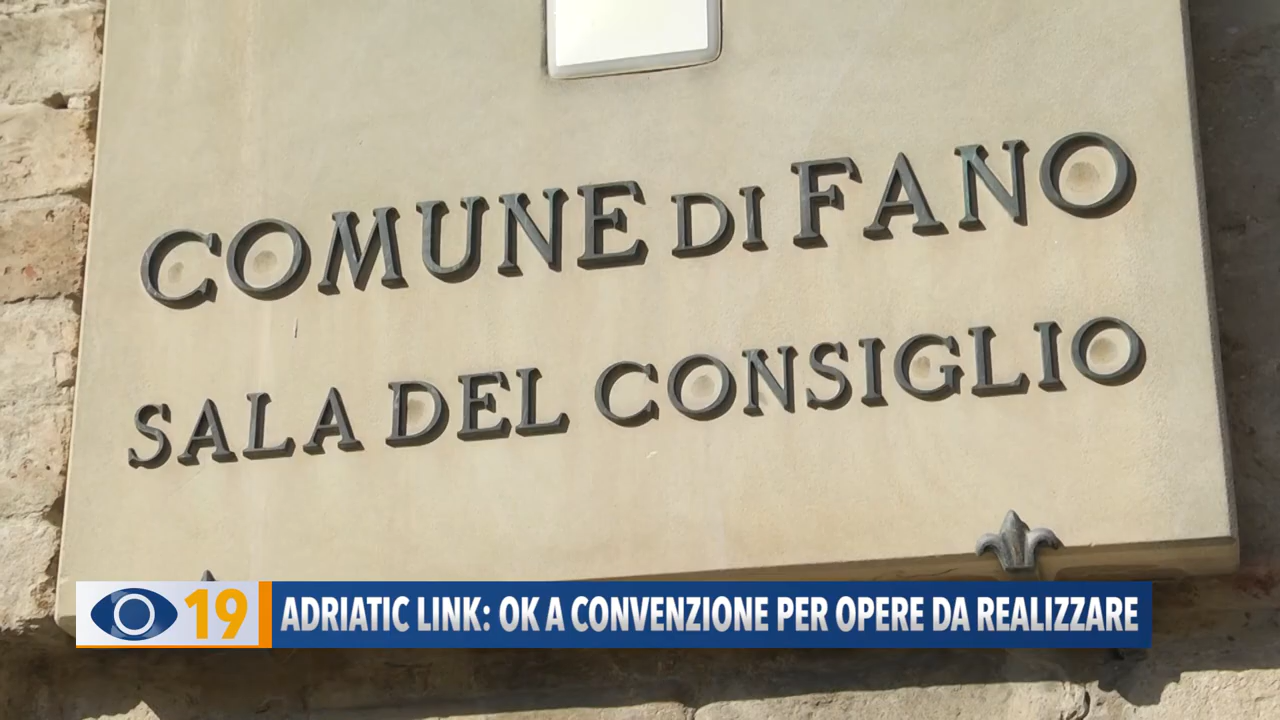 COMUNE DI FANO
SALA DEL CONSIGLIO
19 ADRIATIC LINK: OK A CONVENZIONE PER OPERE DA REALIZZARE